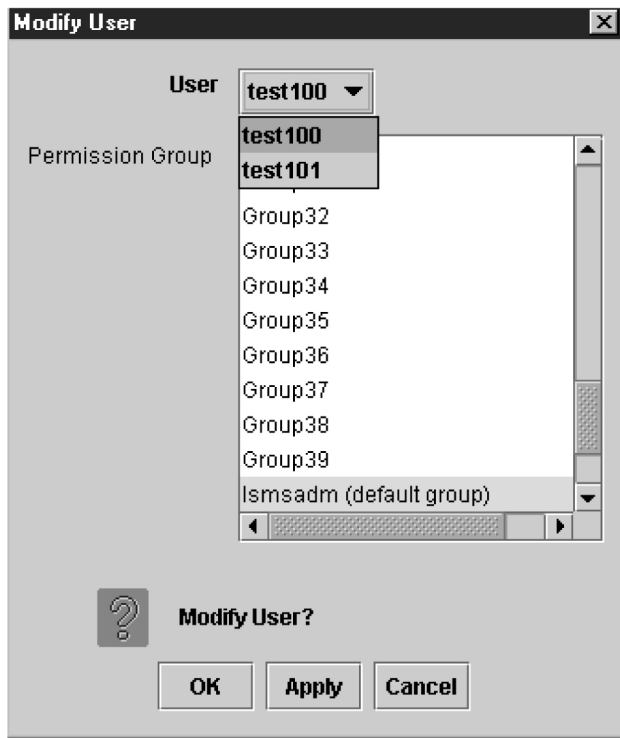 Modify User
User
test100
test100
test101
Permission Group
Group32
Group33
Group34
Group35
Group36
Group37
Group38
Group39
lsmsadm (default group)
Modify User?
OK
Apply
Cancel